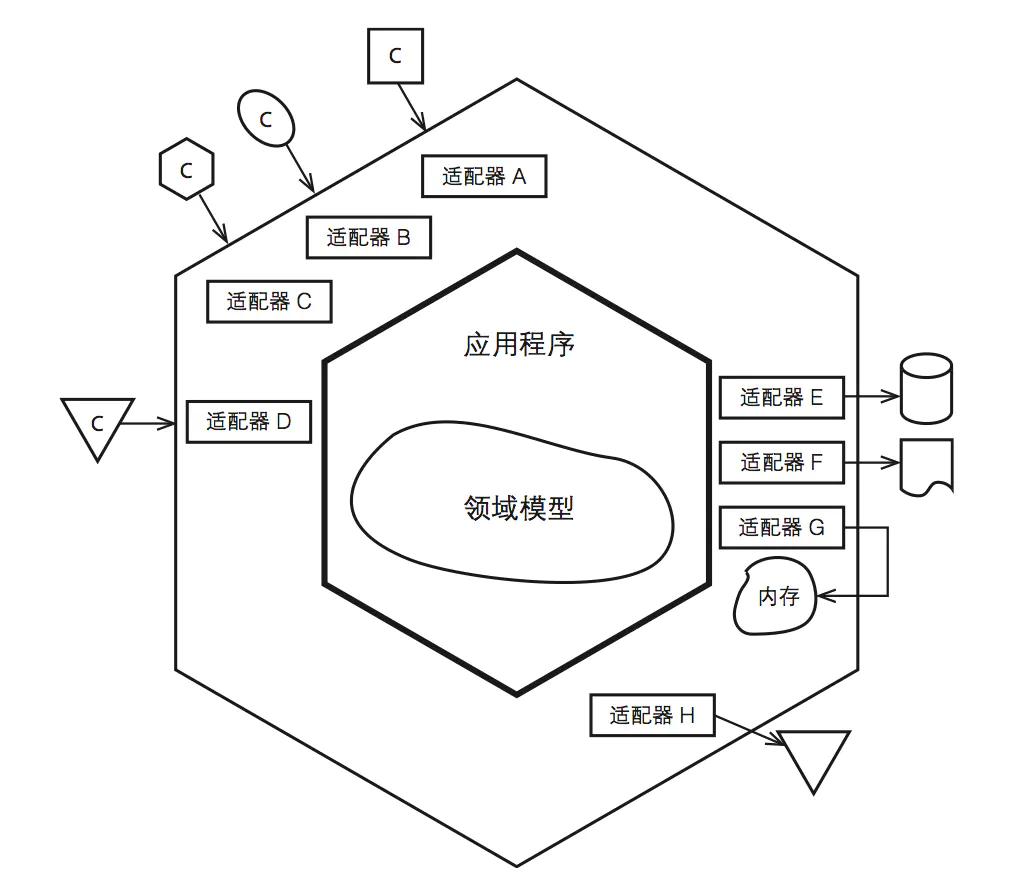 C
C
C
适配器 A
适配器 B
适配器 C
应用程序
适配器 E
C
适配器 D
适配器 F
领域模型
适配器 G
内存
适配器 H